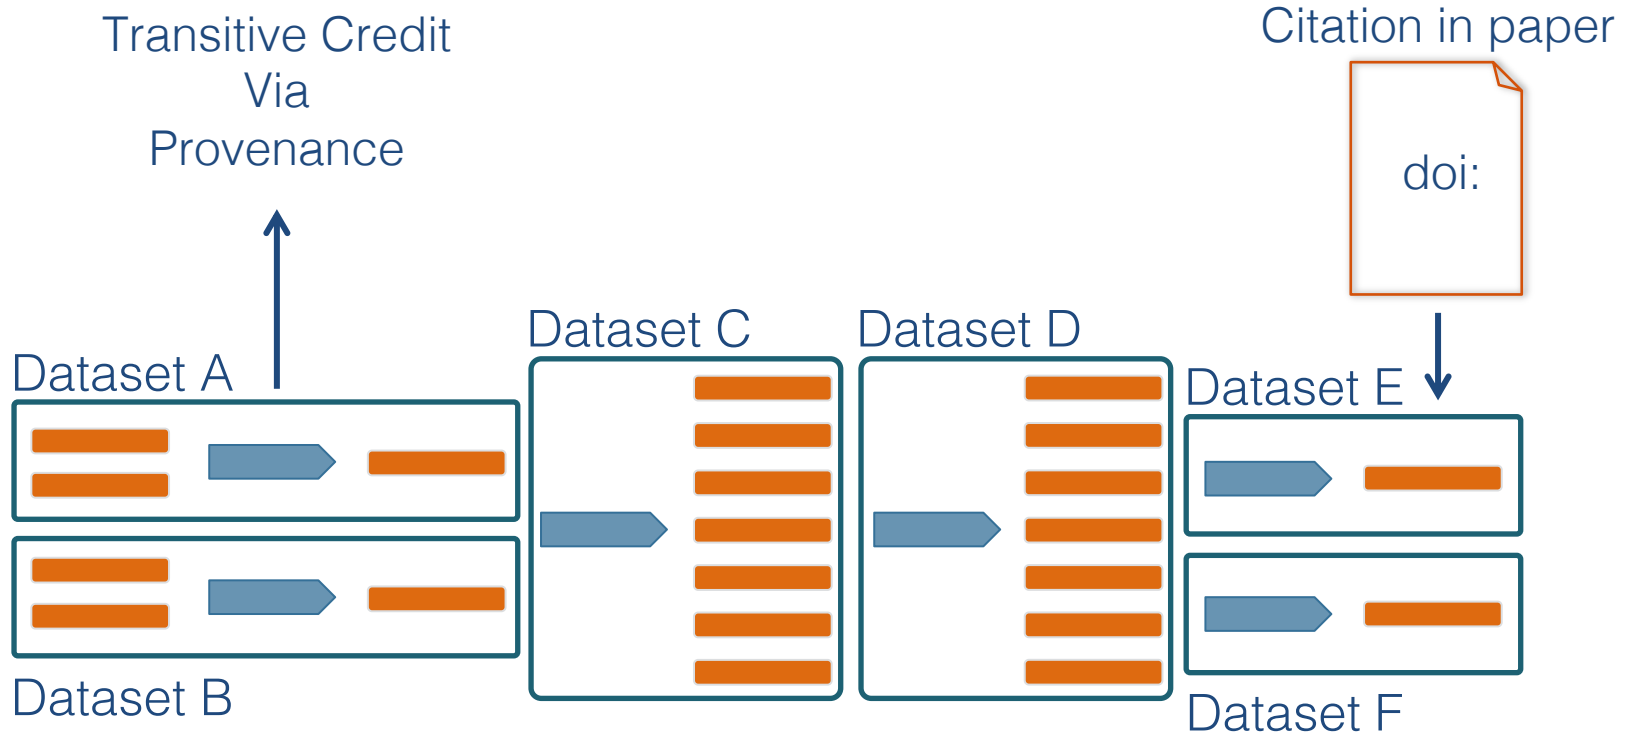 Transitive Credit
Via
Provenance
Citation in paper
doi:
Dataset C
Dataset D
Dataset A
Dataset E
Dataset B
Dataset F